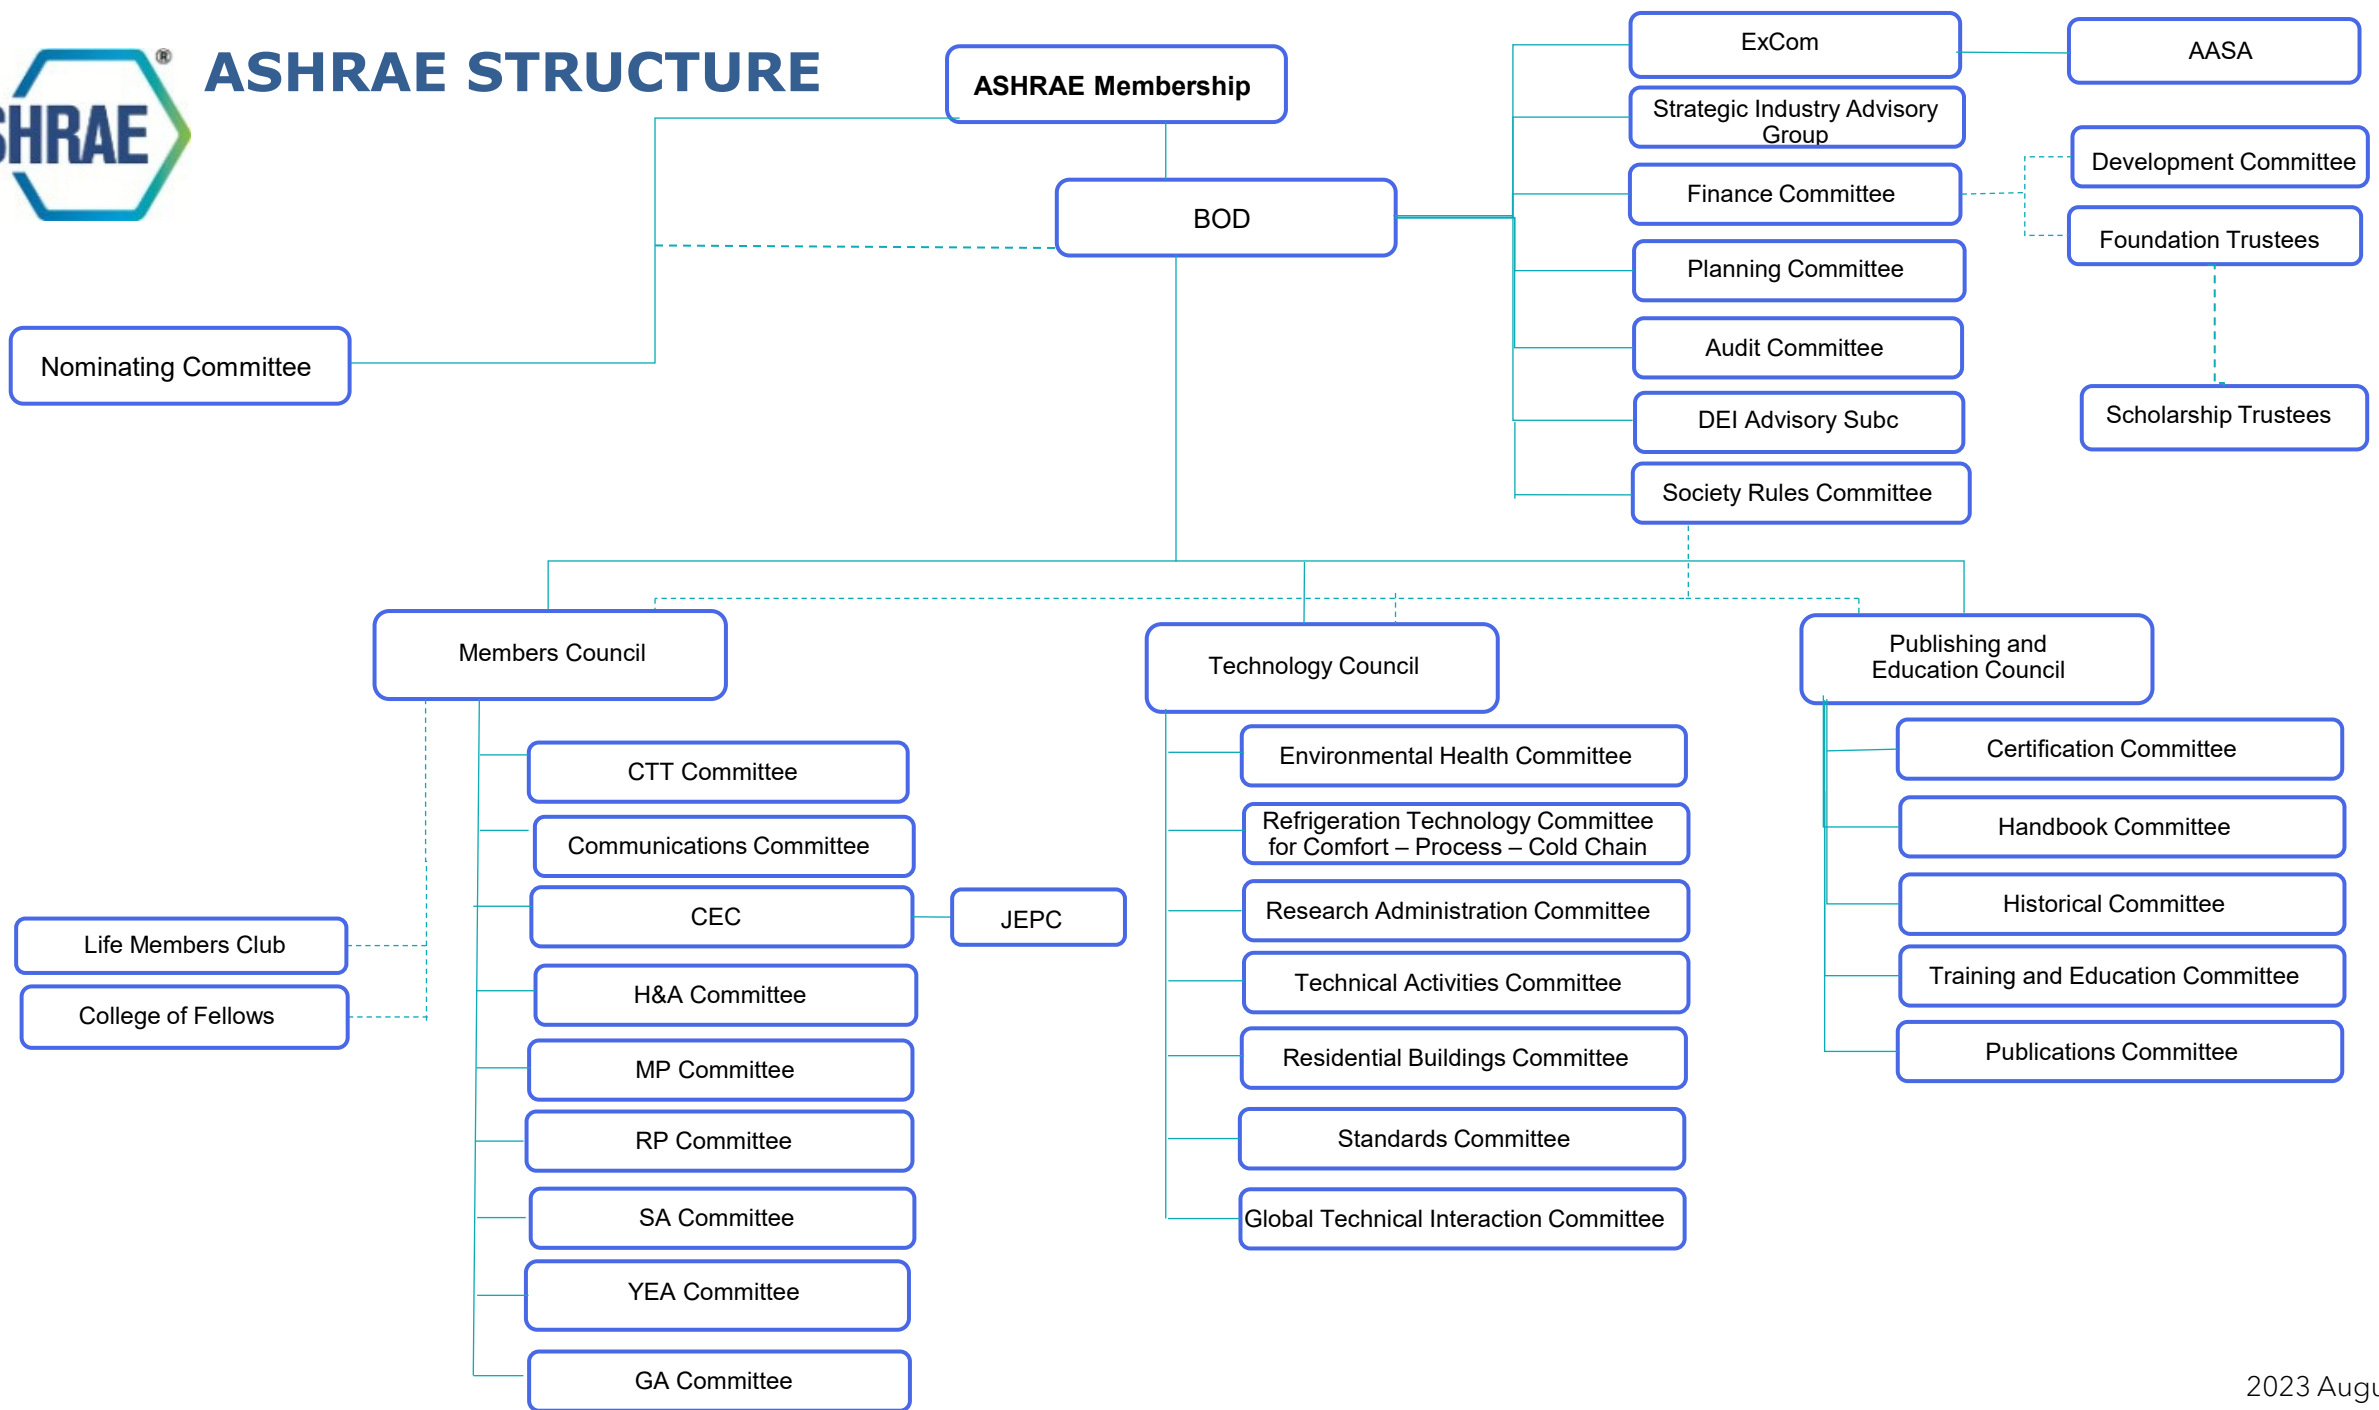 SHRAE
®
ASHRAE STRUCTURE
ASHRAE Membership
BOD
Nominating Committee
ExCom
AASA
Strategic Industry Advisory
Group
Finance Committee
Development Committee
Foundation Trustees
Planning Committee
Audit Committee
DEI Advisory Subc
Scholarship Trustees
Society Rules Committee
Members Council
CTT Committee
Communications Committee
CEC
JEPC
H&A Committee
MP Committee
RP Committee
SA Committee
YEA Committee
GA Committee
Life Members Club
College of Fellows
Technology Council
Environmental Health Committee
Refrigeration Technology Committee
for Comfort – Process – Cold Chain
Research Administration Committee
Technical Activities Committee
Residential Buildings Committee
Standards Committee
Global Technical Interaction Committee
Publishing and
Education Council
Certification Committee
Handbook Committee
Historical Committee
Training and Education Committee
Publications Committee
2023 Augu